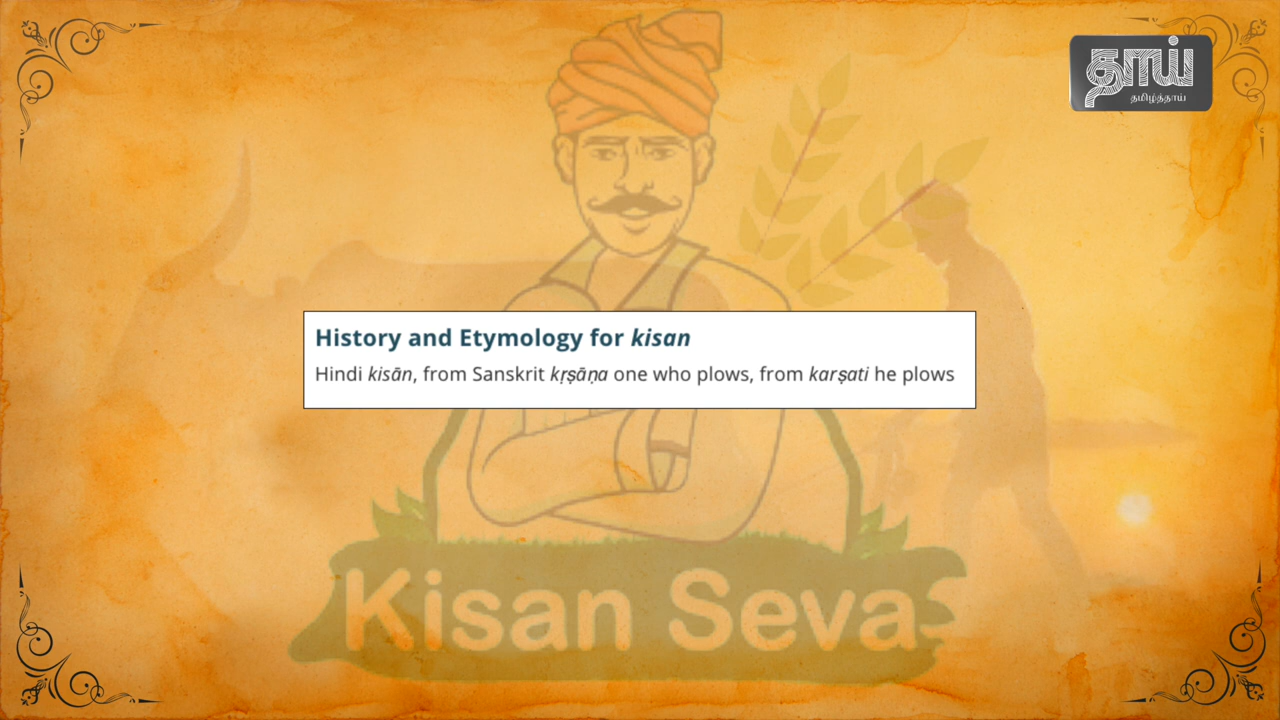 தாய்
தமிழ்த்தாய்
History and Etymology for kisan
Hindi kisān, from Sanskrit kṛṣāṇa one who plows, from karṣati he plows
Kisan Seva